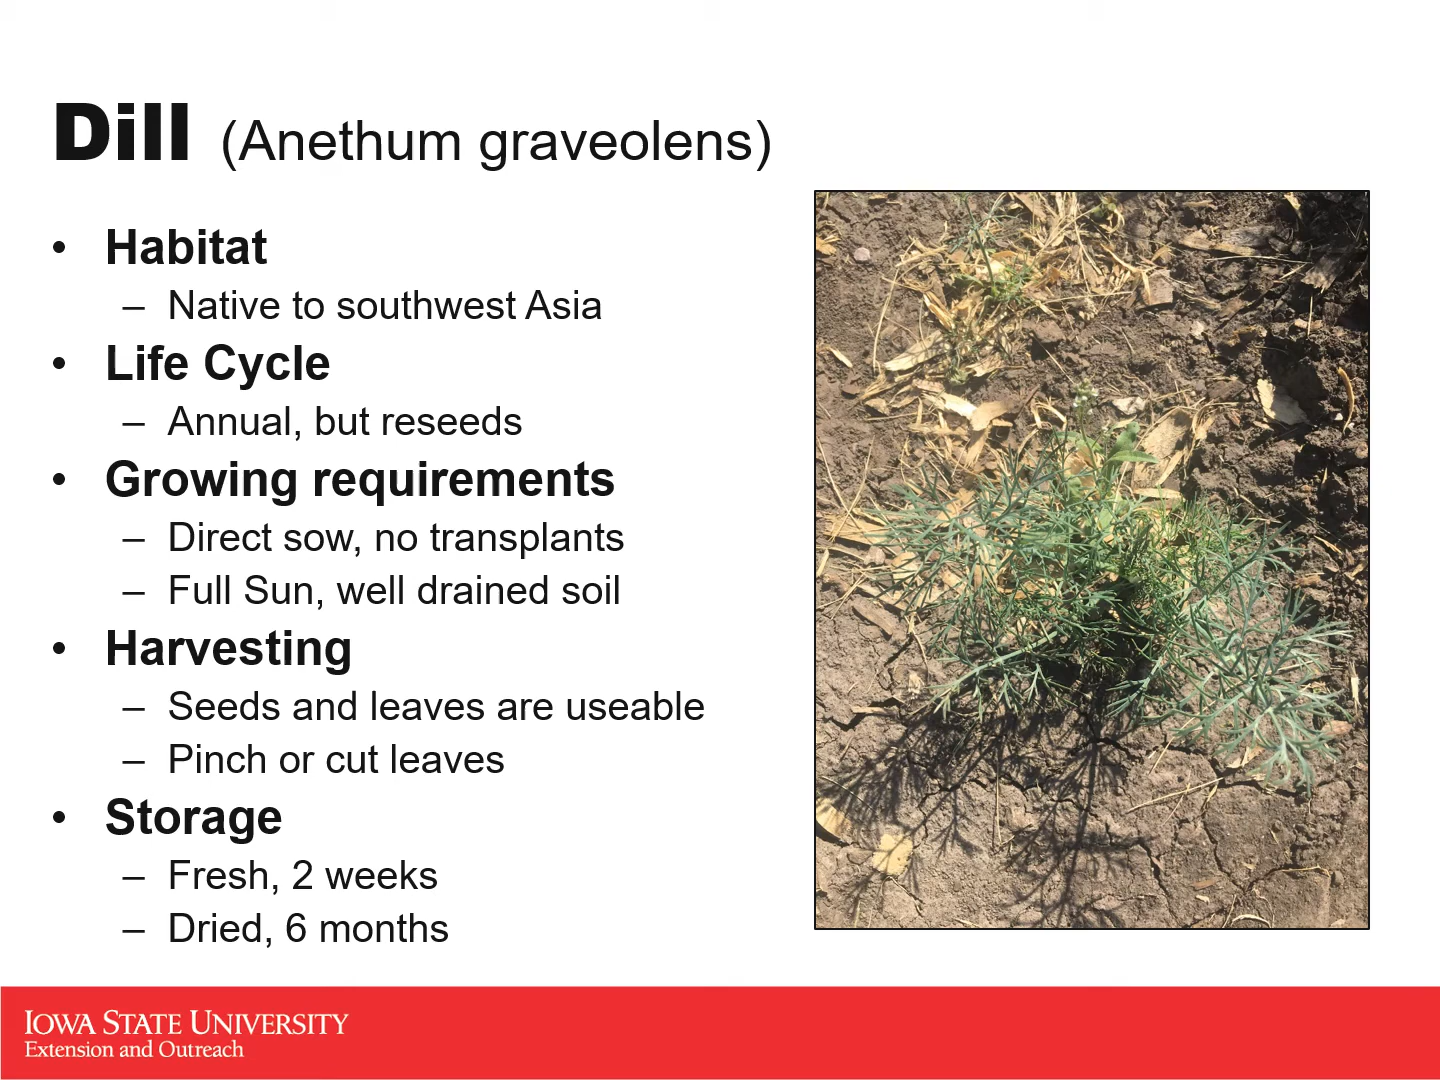 Dill (Anethum graveolens)
• Habitat
– Native to southwest Asia
• Life Cycle
– Annual, but reseeds
• Growing requirements
– Direct sow, no transplants
– Full Sun, well drained soil
• Harvesting
– Seeds and leaves are useable
– Pinch or cut leaves
• Storage
– Fresh, 2 weeks
– Dried, 6 months
IOWA STATE UNIVERSITY
Extension and Outreach